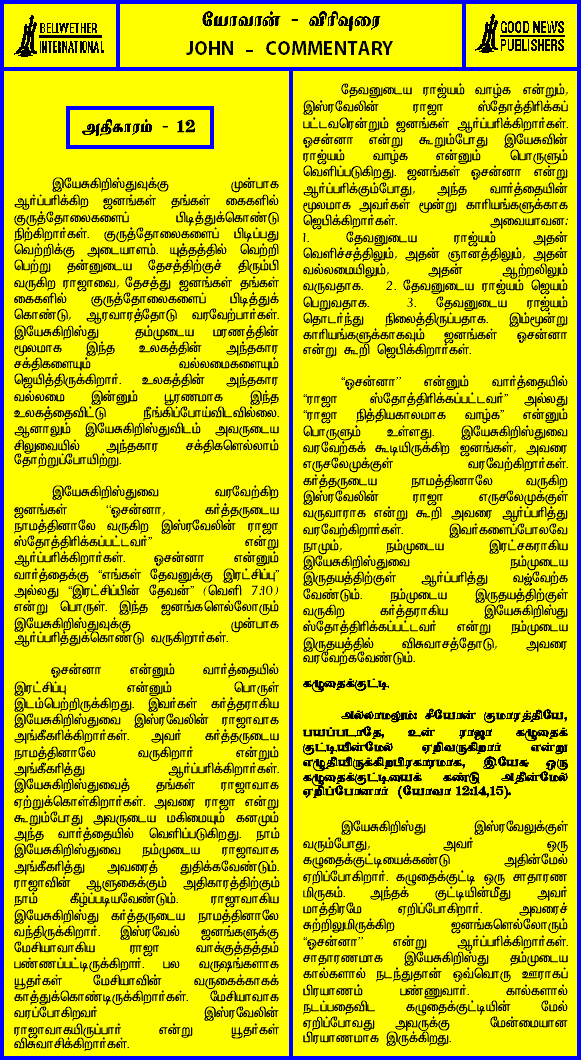 BELWETHER
INTERNATIONAL
யோவான் - விரிவுரை
JOHN - COMMENTARY
GOOD NEWS
PUBLISHERS
அதிகாரம் - 12
இயேசுகிறிஸ்துவுக்கு முன்பாக
ஆர்ப்பரிக்கிற ஜனங்கள் தங்கள் கைகளில்
குருத்தோலைகளைப் பிடித்துக்கொண்டு
நிற்கிறார்கள். குருத்தோலைகளைப் பிடிப்பது
வெற்றிக்கு அடையாளம். யுத்தத்தில் வெற்றி
பெற்று தன்னுடைய தேசத்திற்குச் திரும்பி
வருகிற ராஜாவை, தேசத்து ஜனங்கள் தங்கள்
கைகளில் குருத்தோலைகளைப் பிடித்துக்
கொண்டு, ஆரவாரத்தோடு வரவேற்பார்கள்.
இயேசுகிறிஸ்து தம்முடைய மரணத்தின்
மூலமாக இந்த உலகத்தின் அந்தகார
சக்திகளையும் வல்லமைகளையும்
ஜெயித்திருக்கிறார். உலகத்தின் அந்தகார
வல்லமை இன்னும் பூரணமாக இந்த
உலகத்தைவிட்டு நீங்கிப்போய்விடவில்லை.
ஆனாலும் இயேசுகிறிஸ்துவிடம் அவருடைய
சிலுவையில் அந்தகார சக்திகளெல்லாம்
தோற்றுப்போயிற்று.
இயேசுகிறிஸ்துவை வரவேற்கிற
ஜனங்கள் “ஓசன்னா, கர்த்தருடைய
நாமத்தினாலே வருகிற இஸ்ரவேலின் ராஜா
ஸ்தோத்திரிக்கப்பட்டவர்” என்று
ஆர்ப்பரிக்கிறார்கள். ஓசன்னா என்னும்
வார்த்தைக்கு “எங்கள் தேவனுக்கு இரட்சிப்பு”
அல்லது “இரட்சிப்பின் தேவன்” (வெளி 7:10)
என்று பொருள். இந்த ஜனங்களெல்லோரும்
இயேசுகிறிஸ்துவுக்கு முன்பாக
ஆர்ப்பரித்துக்கொண்டு வருகிறார்கள்.
ஓசன்னா என்னும் வார்த்தையில்
இரட்சிப்பு என்னும் பொருள்
இடம்பெற்றிருக்கிறது. இவர்கள் கர்த்தராகிய
இயேசுகிறிஸ்துவை இஸ்ரவேலின் ராஜாவாக
அங்கீகரிக்கிறார்கள். அவர் கர்த்தருடைய
நாமத்தினாலே வருகிறார் என்றும்
அங்கீகரித்து ஆர்ப்பரிக்கிறார்கள்.
இயேசுகிறிஸ்துவைத் தங்கள் ராஜாவாக
ஏற்றுக்கொள்கிறார்கள். அவரை ராஜா என்று
கூறும்போது அவருடைய மகிமையும் கனமும்
அந்த வார்த்தையில் வெளிப்படுகிறது. நாம்
இயேசுகிறிஸ்துவை நம்முடைய ராஜாவாக
அங்கீகரித்து அவரைத் துதிக்கவேண்டும்.
ராஜாவின் ஆளுகைக்கும் அதிகாரத்திற்கும்
நாம் கீழ்ப்படியவேண்டும். ராஜாவாகிய
இயேசுகிறிஸ்து கர்த்தருடைய நாமத்தினாலே
வந்திருக்கிறார். இஸ்ரவேல் ஜனங்களுக்கு
மேசியாவாகிய ராஜா வாக்குத்தத்தம்
பண்ணப்பட்டிருக்கிறார். பல வருஷங்களாக
யூதர்கள் மேசியாவின் வருகைக்காகக்
காத்துக்கொண்டிருக்கிறார்கள். மேசியாவாக
வரப்போகிறவர் இஸ்ரவேலின்
ராஜாவாகயிருப்பார் என்று யூதர்கள்
விசுவாசிக்கிறார்கள்.
தேவனுடைய ராஜ்யம் வாழ்க என்றும்,
இஸ்ரவேலின் ராஜா ஸ்தோத்திரிக்கப்
பட்டவரென்றும் ஜனங்கள் ஆர்ப்பரிக்கிறார்கள்.
ஓசன்னா என்று கூறும்போது இயேசுவின்
ராஜ்யம் வாழ்க என்னும் பொருளும்
வெளிப்படுகிறது. ஜனங்கள் ஓசன்னா என்று
ஆர்ப்பரிக்கும்போது, அந்த வார்த்தையின்
மூலமாக அவர்கள் மூன்று காரியங்களுக்காக
ஜெபிக்கிறார்கள். அவையாவன:
1. தேவனுடைய ராஜ்யம் அதன்
வெளிச்சத்திலும், அதன் ஞானத்திலும், அதன்
வல்லமையிலும், அதன் ஆற்றலிலும்
வருவதாக. 2. தேவனுடைய ராஜ்யம் ஜெயம்
பெறுவதாக. 3. தேவனுடைய ராஜ்யம்
தொடர்ந்து நிலைத்திருப்பதாக. இம்மூன்று
காரியங்களுக்காகவும் ஜனங்கள் ஓசன்னா
என்று கூறி ஜெபிக்கிறார்கள்.
“ஓசன்னா” என்னும் வார்த்தையில்
“ராஜா ஸ்தோத்திரிக்கப்பட்டவர்” அல்லது
“ராஜா நித்தியகாலமாக வாழ்க” என்னும்
பொருளும் உள்ளது. இயேசுகிறிஸ்துவை
வரவேற்கக் கூடியிருக்கிற ஜனங்கள், அவரை
எருசலேமுக்குள் வரவேற்கிறார்கள்.
கர்த்தருடைய நாமத்தினாலே வருகிற
இஸ்ரவேலின் ராஜா எருசலேமுக்குள்
வருவாராக என்று கூறி அவரை ஆர்ப்பரித்து
வரவேற்கிறார்கள். இவர்களைப்போலவே
நாமும், நம்முடைய இரட்சகராகிய
இயேசுகிறிஸ்துவை நம்முடைய
இருதயத்திற்குள் ஆர்ப்பரித்து வஜ்வேற்க
வேண்டும். நம்முடைய இருதயத்திற்குள்
வருகிற கர்த்தராகிய இயேசுகிறிஸ்து
ஸ்தோத்திரிக்கப்பட்டவர் என்று நம்முடைய
இருதயத்தில் விசுவாசத்தோடு, அவரை
வரவேற்கவேண்டும்.
கழுதைக்குட்டி.
அல்லாமலும்: சீயோன் குமாரத்தியே,
பயப்படாதே, உன் ராஜா கழுதைக்
குட்டியின்மேல் ஏறிவருகிறார் என்று
எழுதியிருக்கிறபிரகாரமாக, இயேசு ஒரு
கழுதைக்குட்டியைக் கண்டு அதின்மேல்
ஏறிப்போனார் (யோவா 12:14,15).
இயேசுகிறிஸ்து இஸ்ரவேலுக்குள்
வரும்போது, அவர் ஒரு
கழுதைக்குட்டியைக்கண்டு அதின்மேல்
ஏறிப்போகிறார். கழுதைக்குட்டி ஒரு சாதாரண
மிருகம். அந்தக் குட்டியின்மீது அவர்
மாத்திரமே ஏறிப்போகிறார். அவரைச்
சுற்றிலுமிருக்கிற ஜனங்களெல்லோரும்
“ஓசன்னா” என்று ஆர்ப்பரிக்கிறார்கள்.
சாதாரணமாக இயேசுகிறிஸ்து தம்முடைய
கால்களால் நடந்துதான் ஒவ்வொரு ஊராகப்
பிரயாணம் பண்ணுவார். கால்களால்
நடப்பதைவிட கழுதைக்குட்டியின் மேல்
ஏறிப்போவது அவருக்கு மேன்மையான
பிரயாணமாக இருக்கிறது.